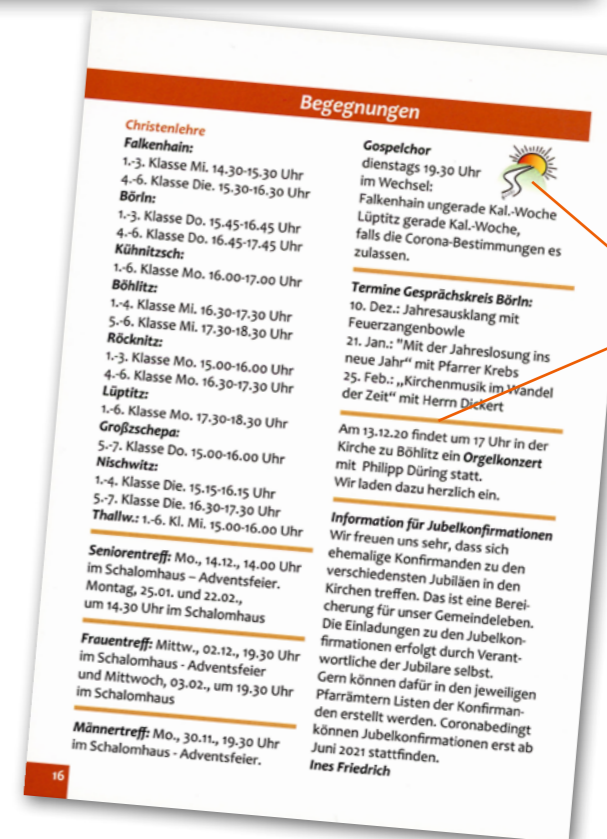 Begegnungen
Christenlehre
Falkenhain:
1.-3. Klasse Mi. 14.30-15.30 Uhr
4.-6. Klasse Die. 15.30-16.30 Uhr
Börln:
1.-3. Klasse Do. 15.45-16.45 Uhr
4.-6. Klasse Do. 16.45-17.45 Uhr
Kühnitzsch:
1.-6. Klasse Mo. 16.00-17.00 Uhr
Böhlitz:
1.-4. Klasse Mi. 16.30-17.30 Uhr
5.-6. Klasse Mi. 17.30-18.30 Uhr
Röcknitz:
1.-3. Klasse Mo. 15.00-16.00 Uhr
4.-6. Klasse Mo. 16.30-17.30 Uhr
Lüptitz:
1.-6. Klasse Mo. 17.30-18.30 Uhr
Großzschepa:
5.-7. Klasse Do. 15.00-16.00 Uhr
Nischwitz:
1.-4. Klasse Die. 15.15-16.15 Uhr
5.-7. Klasse Die. 16.30-17.30 Uhr
Thallw.: 1.-6. Kl. Mi. 15.00-16.00 Uhr
Seniorentreff: Mo., 14.12., 14.00 Uhr
im Schalomhaus – Adventsfeier.
Montag, 25.01. und 22.02.,
um 14.30 Uhr im Schalomhaus
Frauentreff: Mittw., 02.12., 19.30 Uhr
im Schalomhaus - Adventsfeier
und Mittwoch, 03.02., um 19.30 Uhr
im Schalomhaus
Männertreff: Mo., 30.11., 19.30 Uhr
im Schalomhaus - Adventsfeier.
16
Gospelchor
dienstags 19.30 Uhr
im Wechsel:
Falkenhain ungerade Kal.-Woche
Lüptitz gerade Kal.-Woche,
falls die Corona-Bestimmungen es
zulassen.
Termine Gesprächskreis Börln:
10. Dez.: Jahresausklang mit
Feuerzangenbowle
21. Jan.: "Mit der Jahreslosung ins
neue Jahr" mit Pfarrer Krebs
25. Feb.: „Kirchenmusik im Wandel
der Zeit“ mit Herrn Dickert
Am 13.12.20 findet um 17 Uhr in der
Kirche zu Böhlitz ein Orgelkonzert
mit Philipp Düring statt.
Wir laden dazu herzlich ein.
Information für Jubelkonfirmationen
Wir freuen uns sehr, dass sich
ehemalige Konfirmanden zu den
verschiedensten Jubiläen in den
Kirchen treffen. Das ist eine Berei-
cherung für unser Gemeindeleben.
Die Einladungen zu den Jubelkon-
firmationen erfolgt durch Verant-
wortliche der Jubilare selbst.
Gern können dafür in den jeweiligen
Pfarrämtern Listen der Konfirman-
den erstellt werden. Coronabedingt
können Jubelkonfirmationen erst ab
Juni 2021 stattfinden.
Ines Friedrich